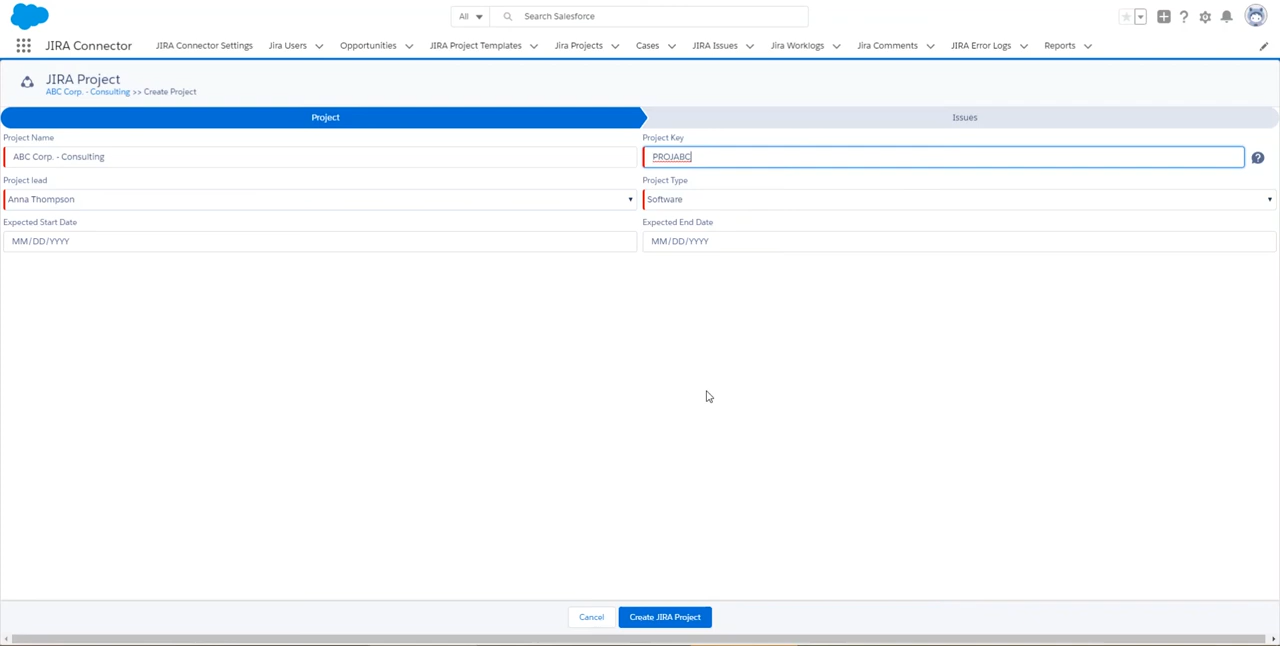 All Search Salesforce
JIRA Connector JIRA Connector Settings Jira Users Opportunities JIRA Project Templates Jira Projects Cases JIRA Issues Jira Worklogs Jira Comments JIRA Error Logs Reports
JIRA Project
ABC Corp. - Consulting >> Create Project
Project Issues
Project Name Project Key
ABC Corp. - Consulting PROJABC
Project lead Project Type
Anna Thompson Software
Expected Start Date Expected End Date
MM/DD/YYYY MM/DD/YYYY
Cancel Create JIRA Project